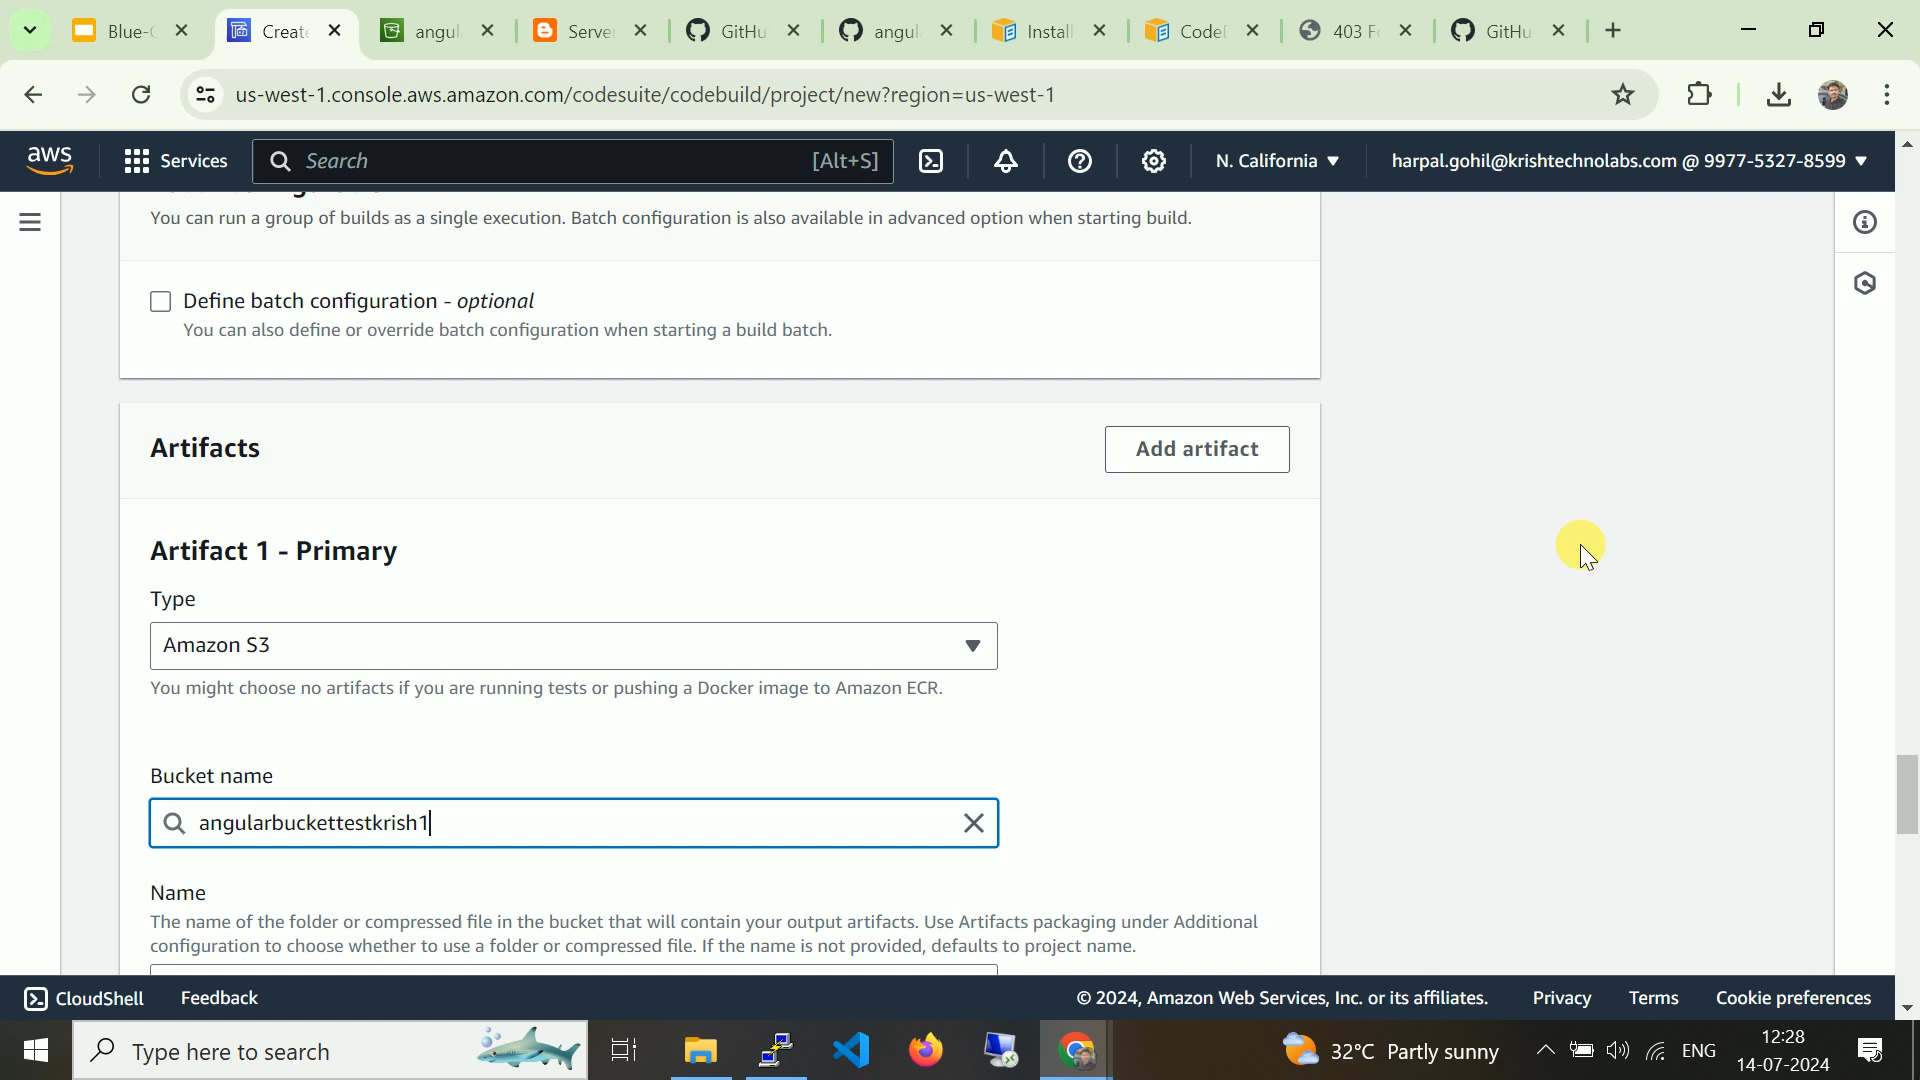 Blue-
Create
angul
Server
GitHu
angul
Install
Code
403 F
GitHu
us-west-1.console.aws.amazon.com/codesuite/codebuild/project/new?region=us-west-1
aws
Services
Search
[Alt+S]
N. California
harpal.gohil@krishtechnolabs.com @ 9977-5327-8599
You can run a group of builds as a single execution. Batch configuration is also available in advanced option when starting build.
Define batch configuration - optional
You can also define or override batch configuration when starting a build batch.
Artifacts
Add artifact
Artifact 1 - Primary
Type
Amazon S3
You might choose no artifacts if you are running tests or pushing a Docker image to Amazon ECR.
Bucket name
angularbuckettestkrish1
Name
The name of the folder or compressed file in the bucket that will contain your output artifacts. Use Artifacts packaging under Additional
configuration to choose whether to use a folder or compressed file. If the name is not provided, defaults to project name.
CloudShell
Feedback
© 2024, Amazon Web Services, Inc. or its affiliates.
Privacy
Terms
Cookie preferences
Type here to search
32°C Partly sunny
ENG
12:28
14-07-2024